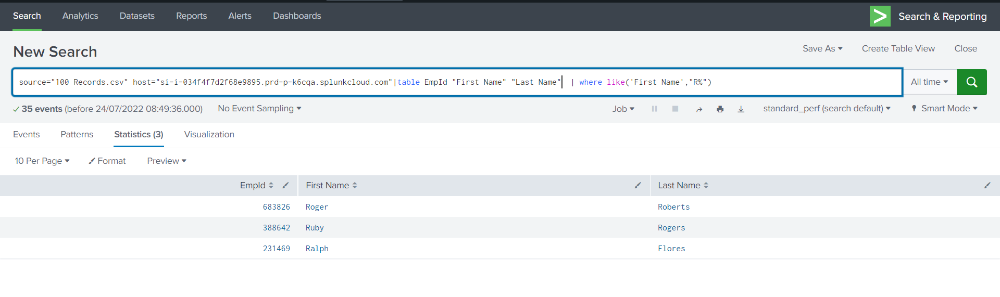 Search Analytics Datasets Reports Alerts Dashboards > Search & Reporting
New Search Save As Create Table View Close
source="100 Records.csv" host="si-i-034f4f7d2f68e9895.prd-p-k6cqa.splunkcloud.com"|table EmpId "First Name" "Last Name" | where like('First Name',"R%") All time
35 events (before 24/07/2022 08:49:36.000) No Event Sampling Job standard_perf (search default) Smart Mode
Events Patterns Statistics (3) Visualization
10 Per Page Format Preview
EmpId First Name Last Name
683826 Roger Roberts
388642 Ruby Rogers
231469 Ralph Flores